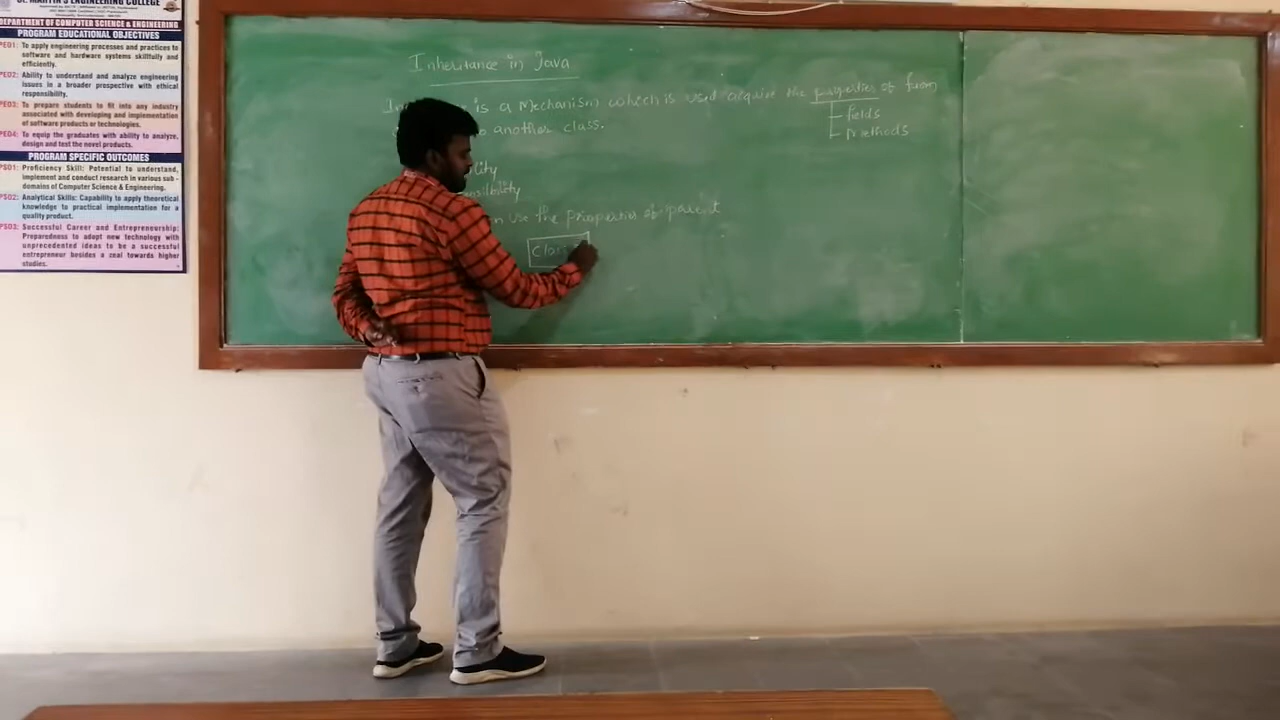 ST. MARTIN'S ENGINEERING COLLEGE
DEPARTMENT OF COMPUTER SCIENCE & ENGINEERING
PROGRAM EDUCATIONAL OBJECTIVES
PEO1: To apply engineering processes and practices to
software and hardware systems skillfully and
efficiently.
PEO2: Ability to understand and analyze engineering
issues in a broader prospective with ethical
responsibility.
PEO3: To prepare students to fit into any industry
associated with developing and implementation
of software products or technologies.
PEO4: To equip the graduates with ability to analyze,
design and test the novel products.
PROGRAM SPECIFIC OUTCOMES
PSO1: Proficiency Skill: Potential to understand,
implement and conduct research in various sub -
domains of Computer Science & Engineering.
PSO2: Analytical Skills: Capability to apply theoretical
knowledge to practical implementation for a
quality product.
PSO3: Successful Career and Entrepreneurship:
Preparedness to adopt new technology with
unprecedented ideas to be a successful
entrepreneur besides a zeal towards higher
studies.
Inheritance in Java
is a Mechanism which is used acquire the properties of from
another class.
fields
methods
use the properties of parent